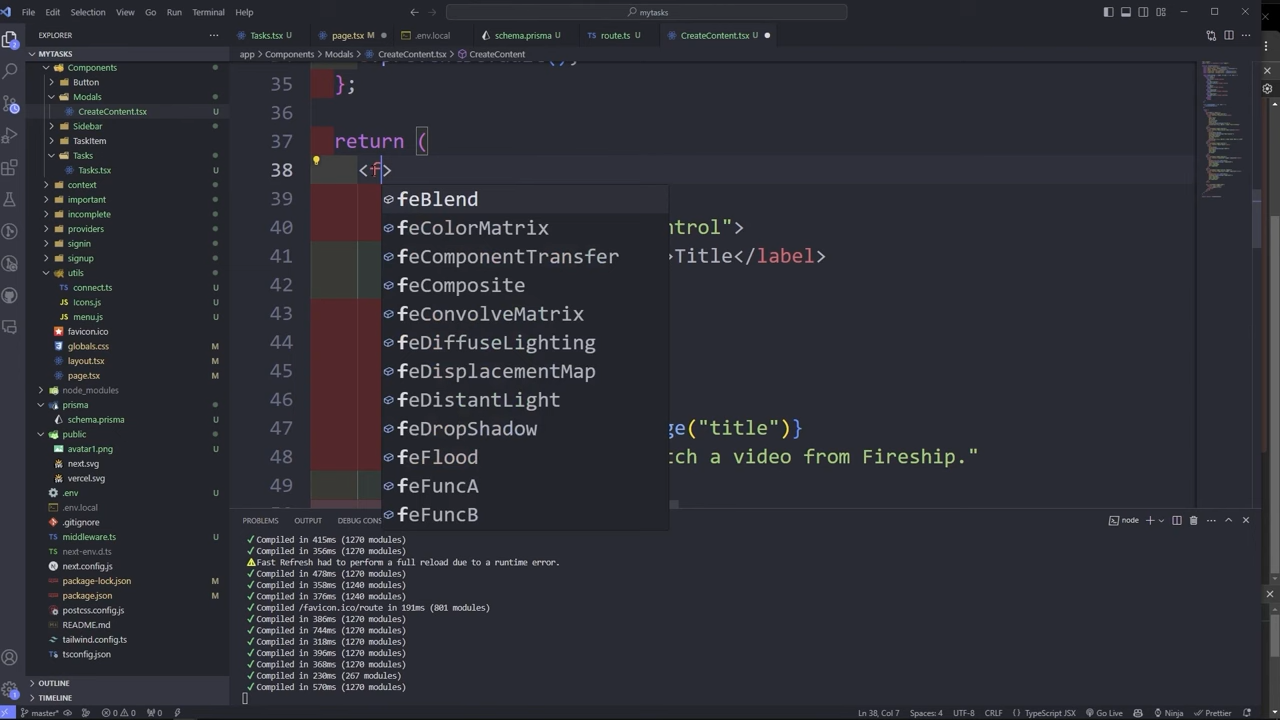 File Edit Selection View Go Run Terminal Help
mytasks
EXPLORER
MYTASKS
Components
Button
Modals
CreateContent.tsx U
Sidebar
TaskItem
Tasks
Tasks.tsx U
context
important
incomplete
providers
signin
signup
utils
connect.ts U
Icons.js U
menu.js U
favicon.ico
globals.css M
layout.tsx M
page.tsx M
node_modules
prisma
schema.prisma U
public
avatar1.png U
next.svg
vercel.svg
.env U
.env.local
.gitignore
middleware.ts U
next-env.d.ts
next.config.js
package-lock.json M
package.json M
postcss.config.js
README.md
tailwind.config.ts
tsconfig.json
OUTLINE
TIMELINE
Tasks.tsx U page.tsx M .env.local schema.prisma U route.ts U CreateContent.tsx U
app > Components > Modals > CreateContent.tsx > CreateContent
35 };
36
37 return (
38 <f>
39
40 ntrol">
41 >Title</label>
42
43
44
45
46
47 ge("title")}
48 tch a video from Fireship."
49
feBlend
feColorMatrix
feComponentTransfer
feComposite
feConvolveMatrix
feDiffuseLighting
feDisplacementMap
feDistantLight
feDropShadow
feFlood
feFuncA
feFuncB
PROBLEMS OUTPUT DEBUG CONS node
✓ Compiled in 415ms (1270 modules)
✓ Compiled in 356ms (1270 modules)
⚠ Fast Refresh had to perform a full reload due to a runtime error.
✓ Compiled in 478ms (1270 modules)
✓ Compiled in 358ms (1240 modules)
✓ Compiled in 376ms (1240 modules)
✓ Compiled /favicon.ico/route in 191ms (801 modules)
✓ Compiled in 386ms (1270 modules)
✓ Compiled in 744ms (1270 modules)
✓ Compiled in 318ms (1270 modules)
✓ Compiled in 396ms (1270 modules)
✓ Compiled in 368ms (1270 modules)
✓ Compiled in 230ms (267 modules)
✓ Compiled in 570ms (1270 modules)
master* 0 0 0 Ln 38, Col 7 Spaces: 4 UTF-8 CRLF TypeScript JSX Go Live Ninja Prettier